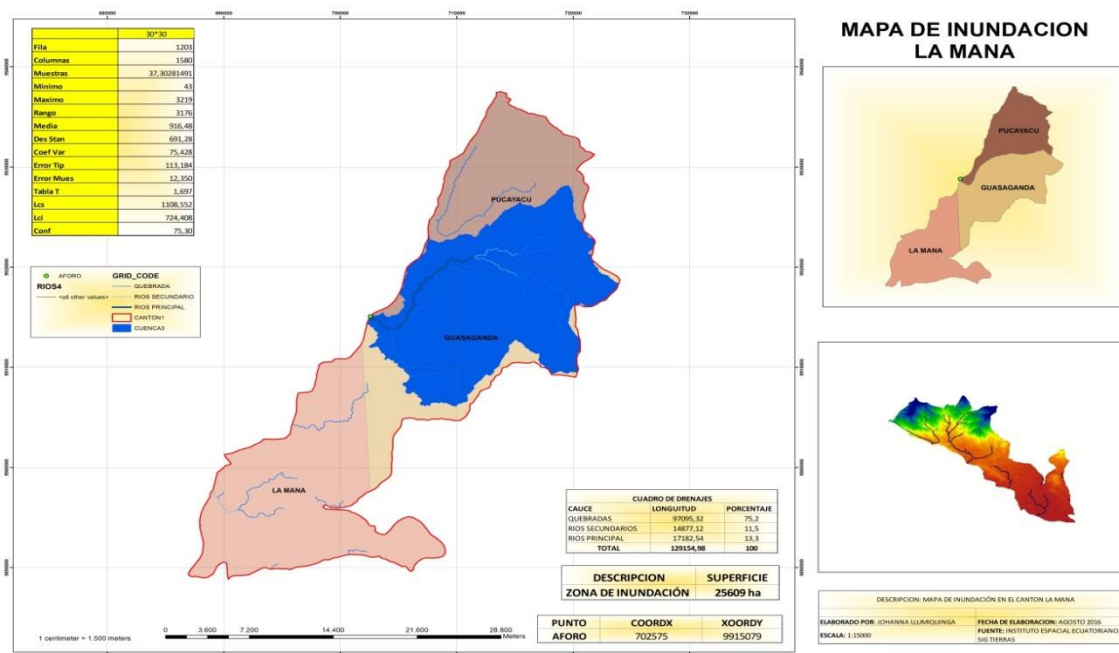 MAPA DE INUNDACION
LA MANA
30*30
Fila 1203
Columnas 1580
Muestras 37,30281491
Minimo 43
Maximo 3219
Rango 3176
Media 916,48
Des Stan 691,28
Coef Var 75,428
Error Tip 113,184
Error Mues 12,350
Tabla T 1,697
Lcs 1108,552
Lci 724,408
Conf 75,30
AFORO
RIOS4
<all other values>
GRID_CODE
QUEBRADA
RIOS SECUNDARIO
RIOS PRINCIPAL
CANTON1
CUENCA3
PUCAYACU
GUASAGANDA
LA MANA
PUCAYACU
GUASAGANDA
LA MANA
CUADRO DE DRENAJES
CAUCE LONGUITUD PORCENTAJE
QUEBRADAS 97095,32 75,2
RIOS SECUNDARIOS 14877,12 11,5
RIOS PRINCIPAL 17182,54 13,3
TOTAL 129154,98 100
DESCRIPCION SUPERFICIE
ZONA DE INUNDACIÓN 25609 ha
PUNTO COORDX XOORDY
AFORO 702575 9915079
1 centimeter = 1.500 meters
0 3.600 7.200 14.400 21.600 28.800
Meters
DESCRIPCION: MAPA DE INUNDACIÓN EN EL CANTON LA MANA
ELABORADO POR: JOHANNA LLUMIQUINGA
FECHA DE ELABORACION: AGOSTO 2016
ESCALA: 1:15000
FUENTE: INSTITUTO ESPACIAL ECUATORIANO,
SIG TIERRAS